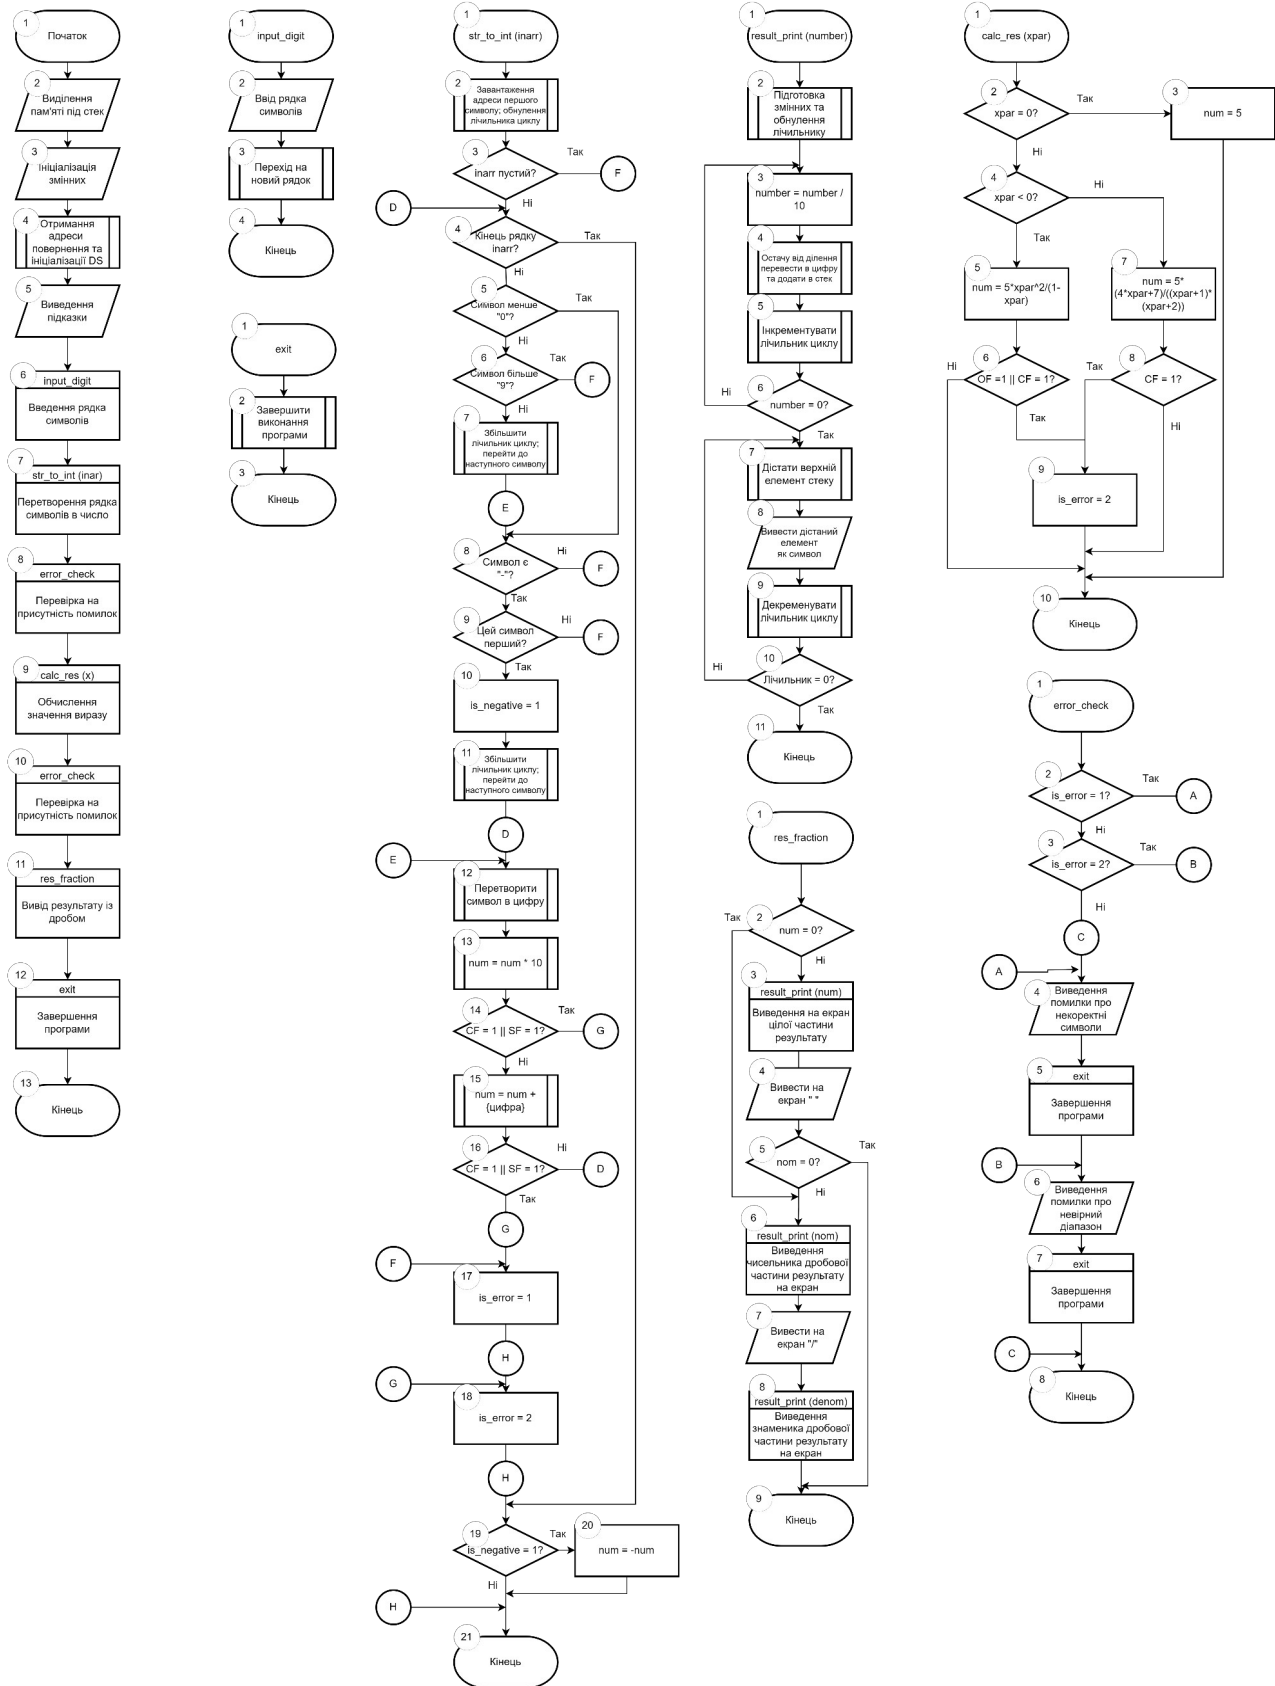 1
Початок
2
Виділення
пам'яті під стек
3
Ініціалізація
змінних
4
Отримання
адреси
повернення та
ініціалізації DS
5
Виведення
підказки
6
input_digit
Введення рядка
символів
7
str_to_int (inar)
Перетворення рядка
символів в число
8
error_check
Перевірка на
присутність помилок
9
calc_res (x)
Обчислення
значення виразу
10
error_check
Перевірка на
присутність помилок
11
res_fraction
Вивід результату із
дробом
12
exit
Завершення
програми
13
Кінець
1
input_digit
2
Ввід рядка
символів
3
Перехід на
новий рядок
4
Кінець
1
exit
2
Завершити
виконання
програми
3
Кінець
1
str_to_int (inarr)
2
Завантаження
адреси першого
символу; обнулення
лічильника циклу
3
inarr пустий?
Так
F
Ні
D
4
Кінець рядку
inarr?
Так
Ні
5
Символ менше
"0"?
Так
Ні
6
Символ більше
"9"?
Так
F
Ні
7
Збільшити
лічильник циклу;
перейти до
наступного символу
E
8
Символ є
"-"?
Ні
F
Так
9
Цей символ
перший?
Ні
F
Так
10
is_negative = 1
11
Збільшити
лічильник циклу;
перейти до
наступного символу
D
E
12
Перетворити
символ в цифру
13
num = num * 10
14
CF = 1 || SF = 1?
Так
G
Ні
15
num = num +
{цифра}
16
CF = 1 || SF = 1?
Ні
D
Так
G
F
17
is_error = 1
H
G
18
is_error = 2
H
19
is_negative = 1?
Так
20
num = -num
Ні
H
21
Кінець
1
result_print (number)
2
Підготовка
змінних та
обнулення
лічильнику
3
number = number /
10
4
Остачу від ділення
перевести в цифру
та додати в стек
5
Інкрементувати
лічильник циклу
6
number = 0?
Ні
Так
7
Дістати верхній
елемент стеку
8
Вивести дістаний
елемент
як символ
9
Декременувати
лічильник циклу
10
Лічильник = 0?
Ні
Так
11
Кінець
1
res_fraction
2
num = 0?
Так
Ні
3
result_print (num)
Виведення на екран
цілої частини
результату
4
Вивести на
екран " "
5
nom = 0?
Так
Ні
6
result_print (nom)
Виведення
чисельника дробової
частини результату
на екран
7
Вивести на
екран "/"
8
result_print (denom)
Виведення
знаменика дробової
частини результату
на екран
9
Кінець
1
calc_res (xpar)
2
xpar = 0?
Так
3
num = 5
Ні
4
xpar < 0?
Ні
Так
5
num = 5*xpar^2/(1-
xpar)
7
num = 5*
(4*xpar+7)/((xpar+1)*
(xpar+2))
6
OF =1 || CF = 1?
Ні
Так
8
CF = 1?
Так
Ні
9
is_error = 2
10
Кінець
1
error_check
2
is_error = 1?
Так
A
Ні
3
is_error = 2?
Так
B
Ні
C
A
4
Виведення
помилки про
некоректні
символи
5
exit
Завершення
програми
B
6
Виведення
помилки про
невірний
діапазон
7
exit
Завершення
програми
C
8
Кінець